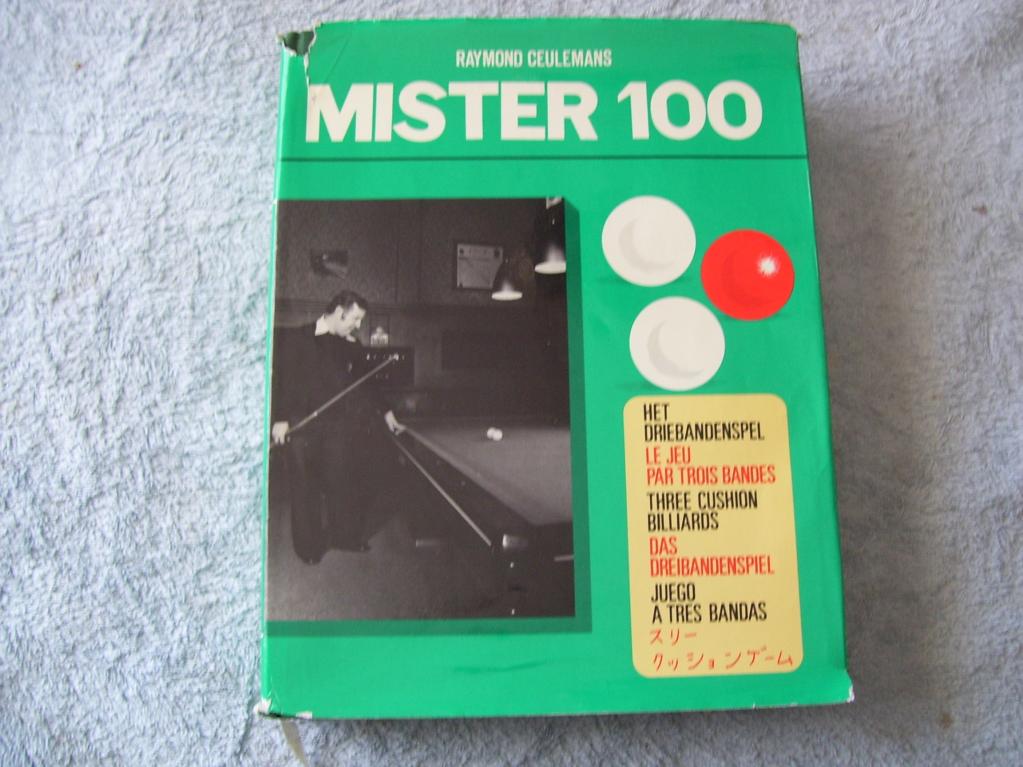 RAYMOND CEULEMANS
MISTER 100
HET
DRIEBANDENSPEL
LE JEU
PAR TROIS BANDES
THREE CUSHION
BILLIARDS
DAS
DREIBANDENSPIEL
JUEGO
A TRES BANDAS
スリー
クッションゲーム